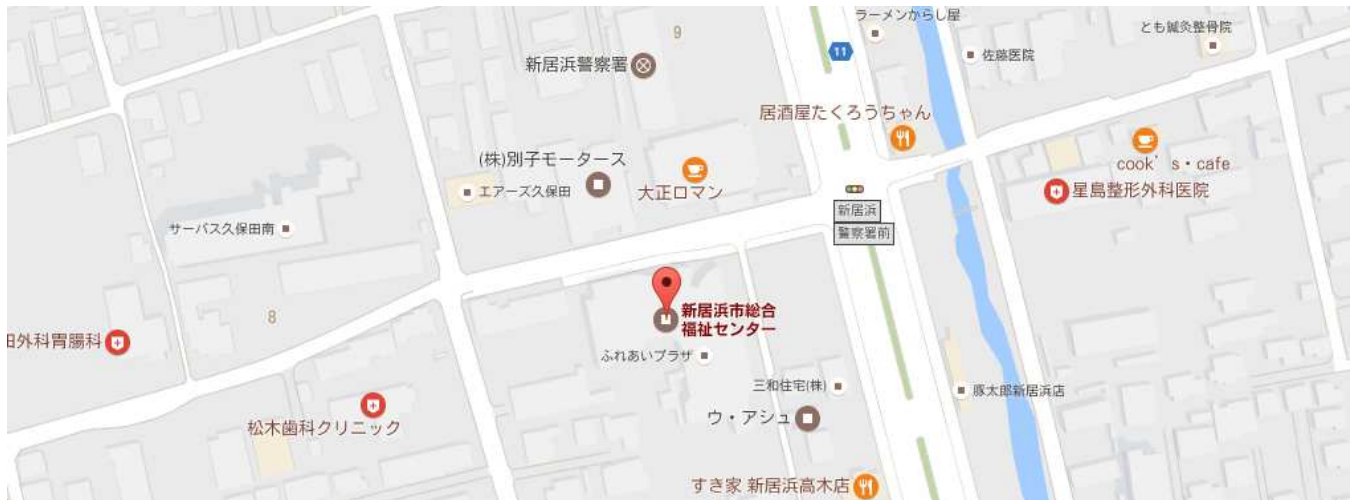 ラーメンからし屋
とも鍼灸整骨院
9
11
佐藤医院
新居浜警察署
居酒屋たくろうちゃん
(株)別子モータース
cook’s・cafe
エアーズ久保田
大正ロマン
星島整形外科医院
新居浜
警察署前
サーパス久保田南
8
新居浜市総合
福祉センター
田外科胃腸科
ふれあいプラザ
三和住宅(株)
豚太郎新居浜店
ウ・アシュ
松木歯科クリニック
すき家 新居浜高木店